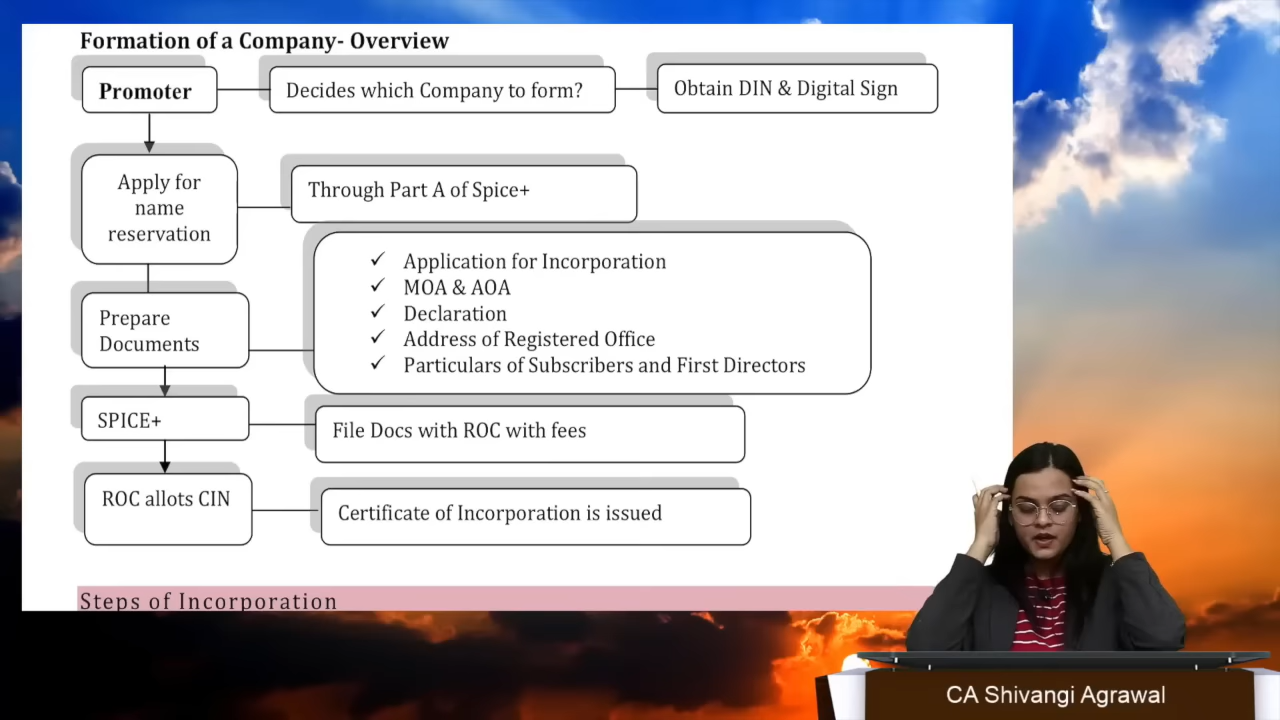 Formation of a Company- Overview
Promoter
Decides which Company to form?
Obtain DIN & Digital Sign
Apply for
name
reservation
Through Part A of Spice+
Prepare
Documents
✓ Application for Incorporation
✓ MOA & AOA
✓ Declaration
✓ Address of Registered Office
✓ Particulars of Subscribers and First Directors
SPICE+
File Docs with ROC with fees
ROC allots CIN
Certificate of Incorporation is issued
Steps of Incorporation
CA Shivangi Agrawal